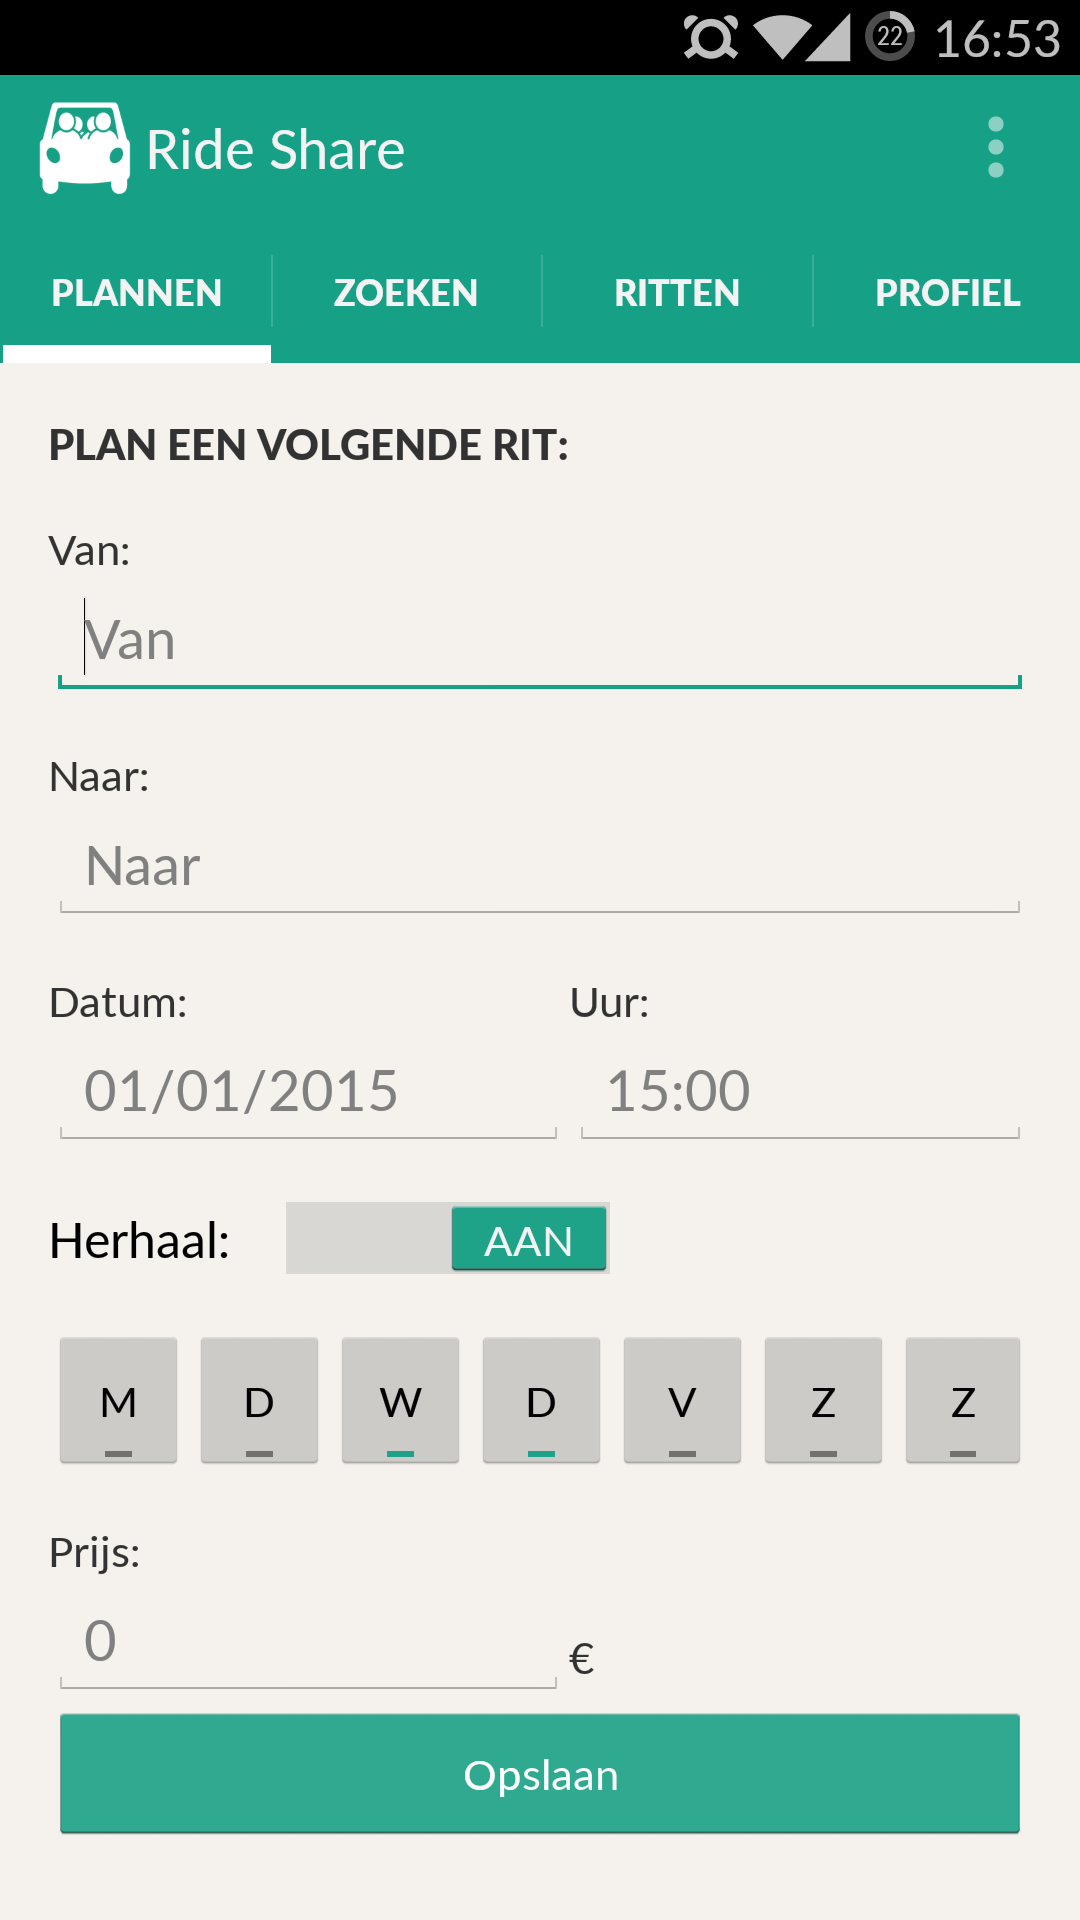 22 16:53
Ride Share
PLANNEN ZOEKEN RITTEN PROFIEL
PLAN EEN VOLGENDE RIT:
Van:
Van
Naar:
Naar
Datum: Uur:
01/01/2015 15:00
Herhaal: AAN
M D W D V Z Z
Prijs:
0 €
Opslaan